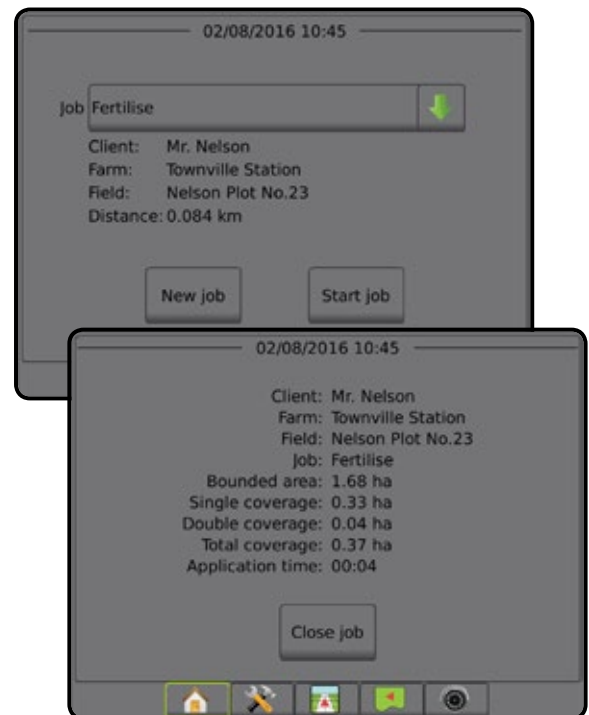 02/08/2016 10:45
Job Fertilise
Client: Mr. Nelson
Farm: Townville Station
Field: Nelson Plot No.23
Distance: 0.084 km
New job Start job
02/08/2016 10:45
Client: Mr. Nelson
Farm: Townville Station
Field: Nelson Plot No.23
Job: Fertilise
Bounded area: 1.68 ha
Single coverage: 0.33 ha
Double coverage: 0.04 ha
Total coverage: 0.37 ha
Application time: 00:04
Close job